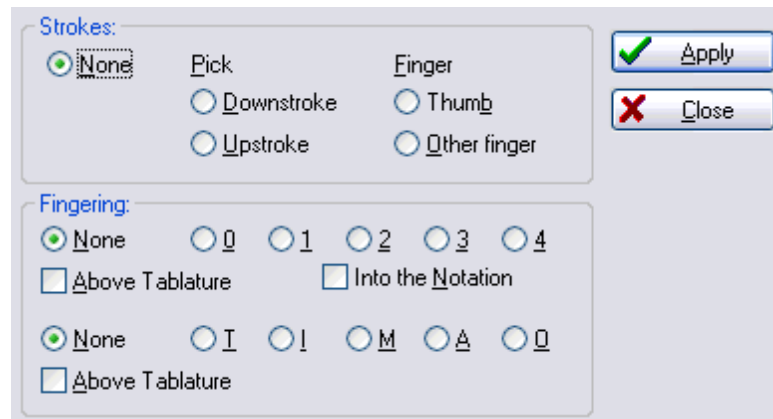 Strokes:
None Pick Finger
Downstroke Thumb
Upstroke Other finger
Apply
Close
Fingering:
None 0 1 2 3 4
Above Tablature Into the Notation
None T I M A O
Above Tablature